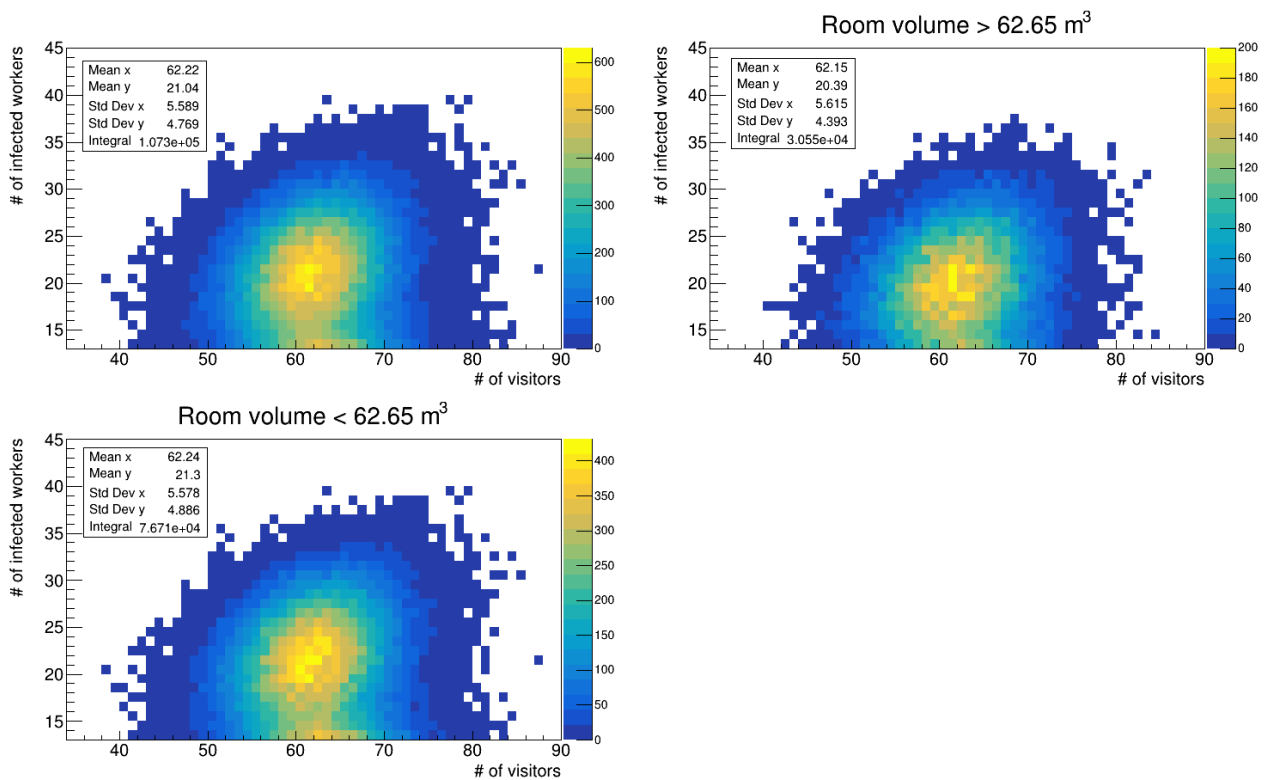 # of infected workers
45
40
35
30
25
20
15
Mean x 62.22
Mean y 21.04
Std Dev x 5.589
Std Dev y 4.769
Integral 1.073e+05
600
500
400
300
200
100
0
40 50 60 70 80 90
# of visitors
Room volume > 62.65 m³
# of infected workers
45
40
35
30
25
20
15
Mean x 62.15
Mean y 20.39
Std Dev x 5.615
Std Dev y 4.393
Integral 3.055e+04
200
180
160
140
120
100
80
60
40
20
0
40 50 60 70 80 90
# of visitors
Room volume < 62.65 m³
# of infected workers
45
40
35
30
25
20
15
Mean x 62.24
Mean y 21.3
Std Dev x 5.578
Std Dev y 4.886
Integral 7.671e+04
400
350
300
250
200
150
100
50
0
40 50 60 70 80 90
# of visitors